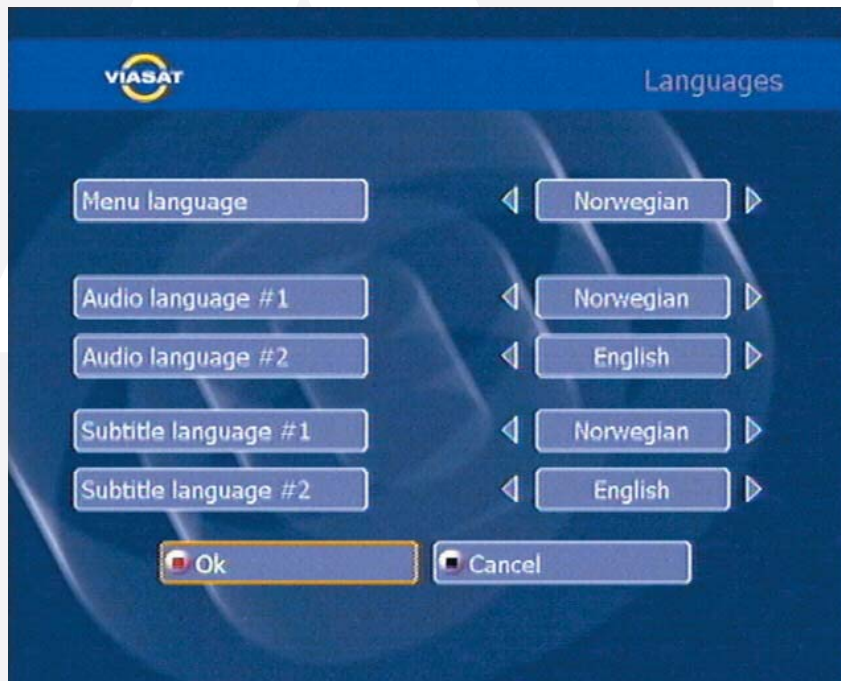 VIASAT
Languages
Menu language
Norwegian
Audio language #1
Norwegian
Audio language #2
English
Subtitle language #1
Norwegian
Subtitle language #2
English
Ok
Cancel